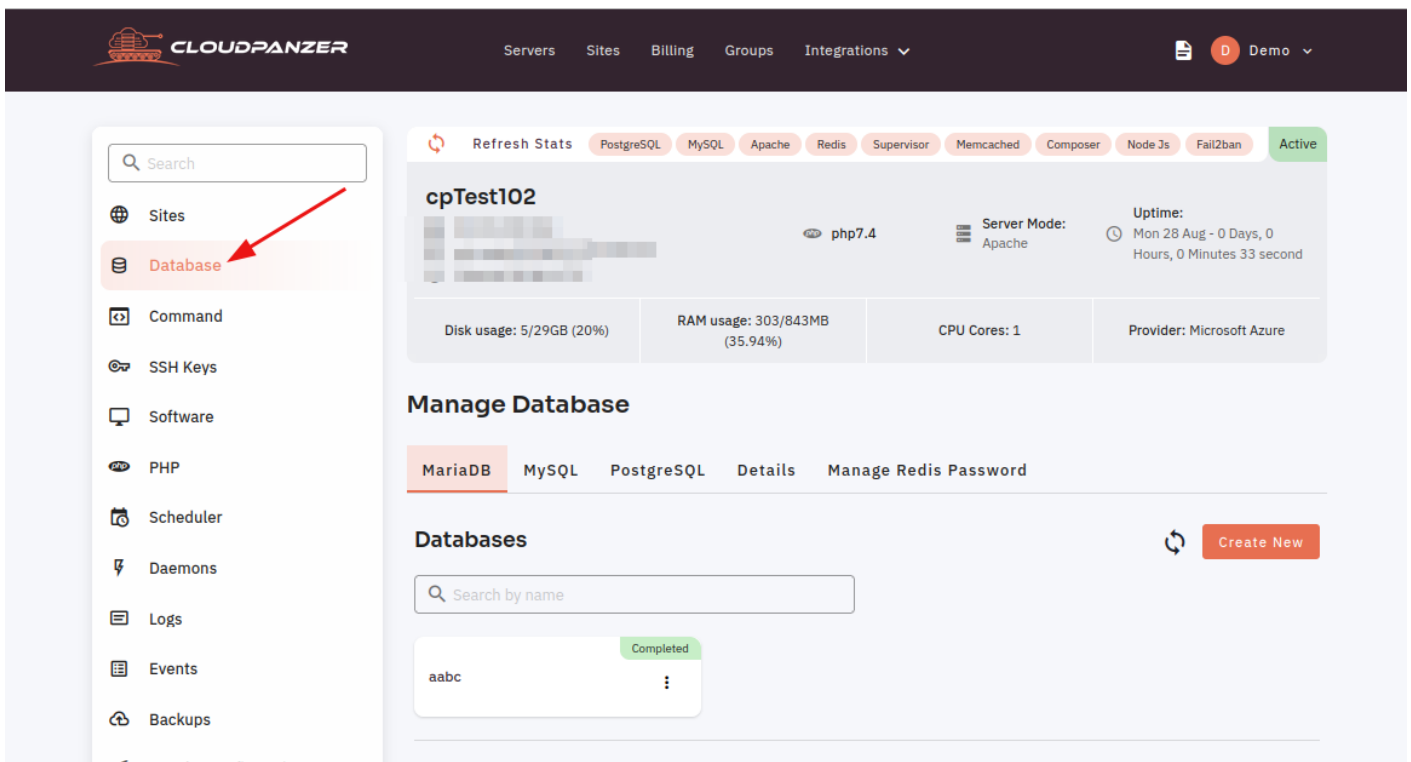 CLOUDPANZER
Servers Sites Billing Groups Integrations
D Demo
Search
Sites
Database
Command
SSH Keys
Software
PHP
Scheduler
Daemons
Logs
Events
Backups
Refresh Stats PostgreSQL MySQL Apache Redis Supervisor Memcached Composer Node Js Fail2ban Active
cpTest102
php php7.4
Server Mode:
Apache
Uptime:
Mon 28 Aug - 0 Days, 0
Hours, 0 Minutes 33 second
Disk usage: 5/29GB (20%)
RAM usage: 303/843MB
(35.94%)
CPU Cores: 1
Provider: Microsoft Azure
Manage Database
MariaDB MySQL PostgreSQL Details Manage Redis Password
Databases
Create New
Search by name
Completed
aabc